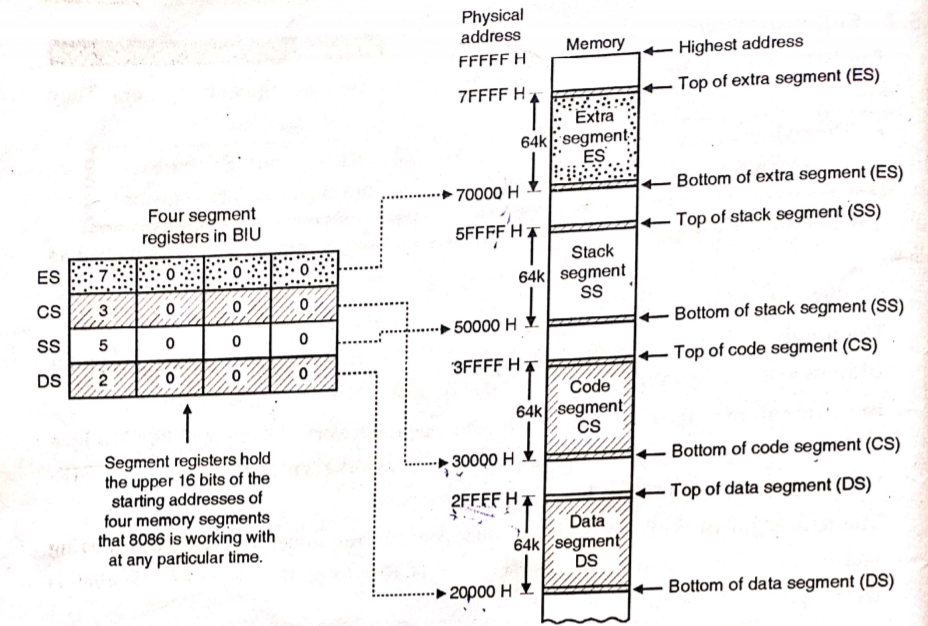 Physical
address
FFFFF H
Memory
Highest address
7FFFF H
Top of extra segment (ES)
Extra
64k segment
ES
70000 H
Bottom of extra segment (ES)
5FFFF H
Top of stack segment (SS)
Stack
64k segment
SS
50000 H
Bottom of stack segment (SS)
3FFFF H
Top of code segment (CS)
Code
64k segment
CS
30000 H
Bottom of code segment (CS)
2FFFF H
Top of data segment (DS)
Data
64k segment
DS
20000 H
Bottom of data segment (DS)
Four segment
registers in BIU
ES 7 0 0 0
CS 3 0 0 0
SS 5 0 0 0
DS 2 0 0 0
Segment registers hold
the upper 16 bits of the
starting addresses of
four memory segments
that 8086 is working with
at any particular time.